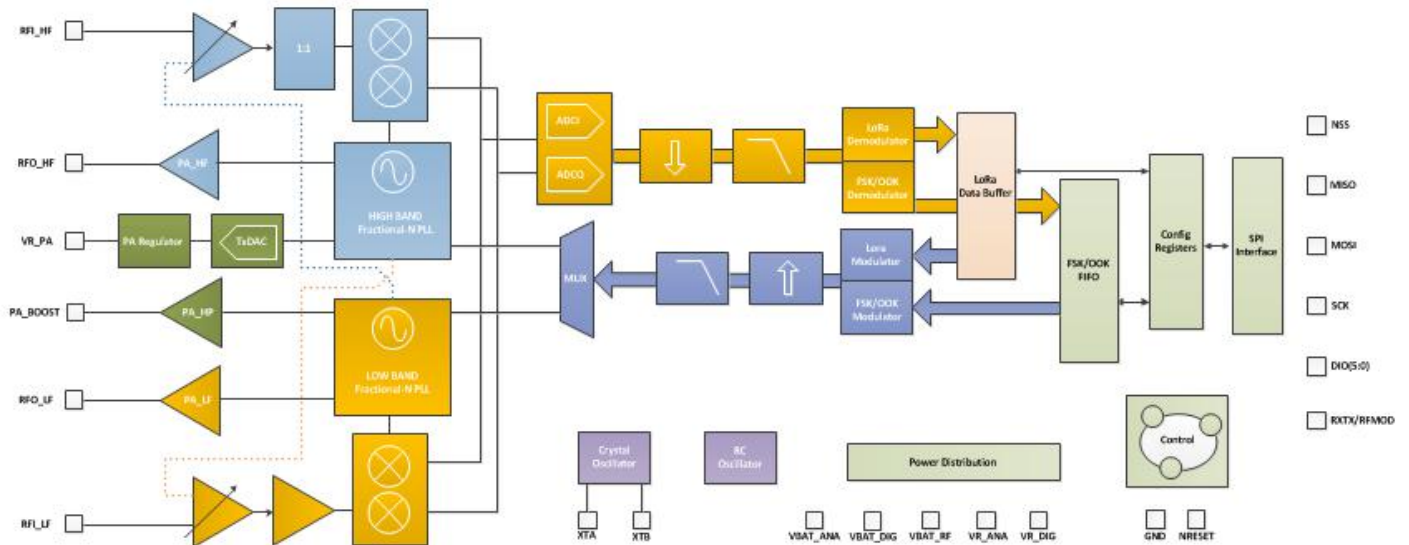 RFI_HF
1:1
ADCI
LoRa
Demodulator
NSS
RFO_HF
PA_HF
ADCQ
FSK/OOK
Demodulator
LoRa
Data Buffer
MISO
HIGH BAND
Fractional-N PLL
VR_PA
PA Regulator
TxDAC
MUX
Lora
Modulator
FSK/OOK
FIFO
Config
Registers
SPI
Interface
MOSI
PA_BOOST
PA_HP
FSK/OOK
Modulator
SCK
LOW BAND
Fractional-N PLL
DIO(5:0)
RFO_LF
PA_LF
RXTX/RFMOD
Crystal
Oscillator
RC
Oscillator
Power Distribution
Control
RFI_LF
XTA
XTB
VBAT_ANA
VBAT_DIG
VBAT_RF
VR_ANA
VR_DIG
GND
NRESET